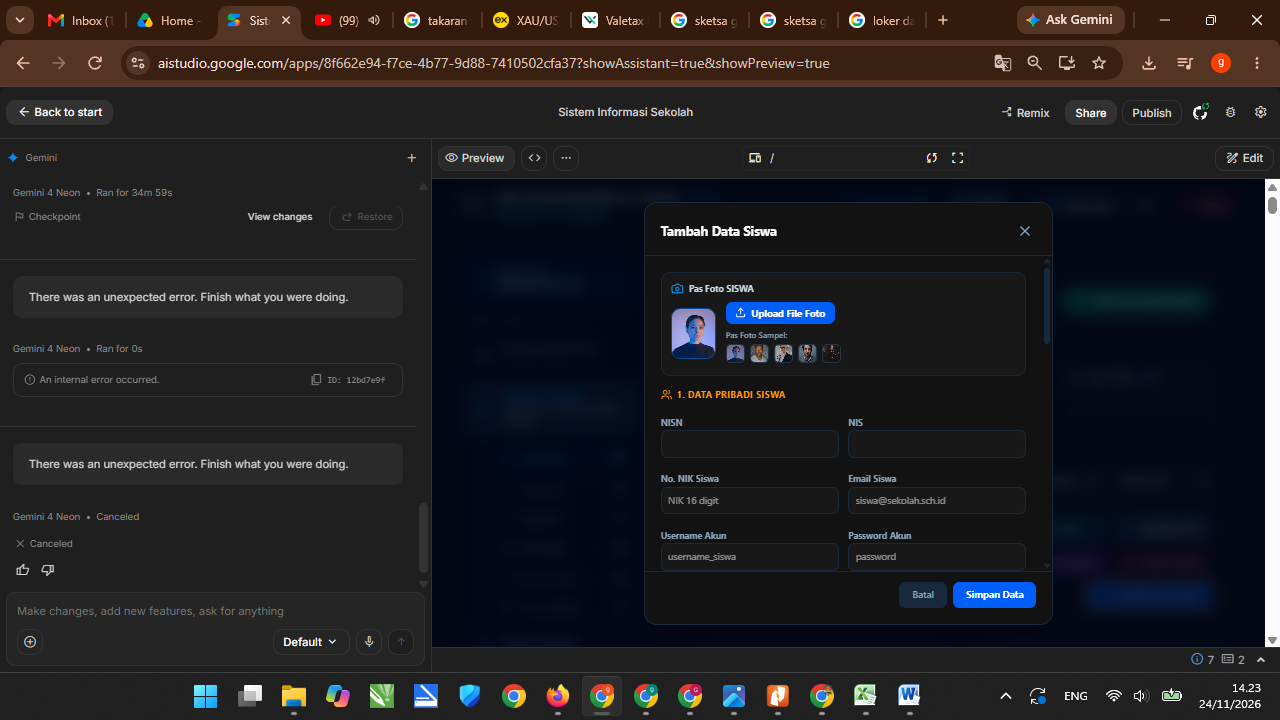 Inbox (1
Home -
Sist
(99)
takaran
XAU/US
Valetax
sketsa g
sketsa g
loker da
Ask Gemini
aistudio.google.com/apps/8f662e94-f7ce-4b77-9d88-7410502cfa37?showAssistant=true&showPreview=true
g
Back to start
Sistem Informasi Sekolah
Remix
Share
Publish
Gemini
Preview
/
Edit
Gemini 4 Neon • Ran for 34m 59s
Checkpoint
View changes
Restore
There was an unexpected error. Finish what you were doing.
Gemini 4 Neon • Ran for 0s
An internal error occurred.
ID: 12bd7e9f
There was an unexpected error. Finish what you were doing.
Gemini 4 Neon • Canceled
Canceled
Make changes, add new features, ask for anything
Default
Tambah Data Siswa
Pas Foto SISWA
Upload File Foto
Pas Foto Sampel:
1. DATA PRIBADI SISWA
NISN
NIS
No. NIK Siswa
Email Siswa
NIK 16 digit
siswa@sekolah.sch.id
Username Akun
Password Akun
username_siswa
password
Batal
Simpan Data
7
2
ENG
14.23
24/11/2026